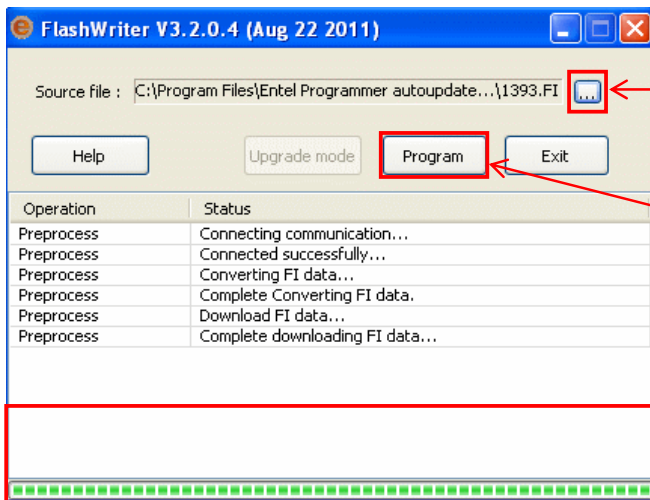 FlashWriter V3.2.0.4 (Aug 22 2011)
Source file : C:\Program Files\Entel Programmer autoupdate...\1393.FI ...
Help Upgrade mode Program Exit
Operation Status
Preprocess Connecting communication...
Preprocess Connected successfully...
Preprocess Converting FI data...
Preprocess Complete Converting FI data.
Preprocess Download FI data...
Preprocess Complete downloading FI data...